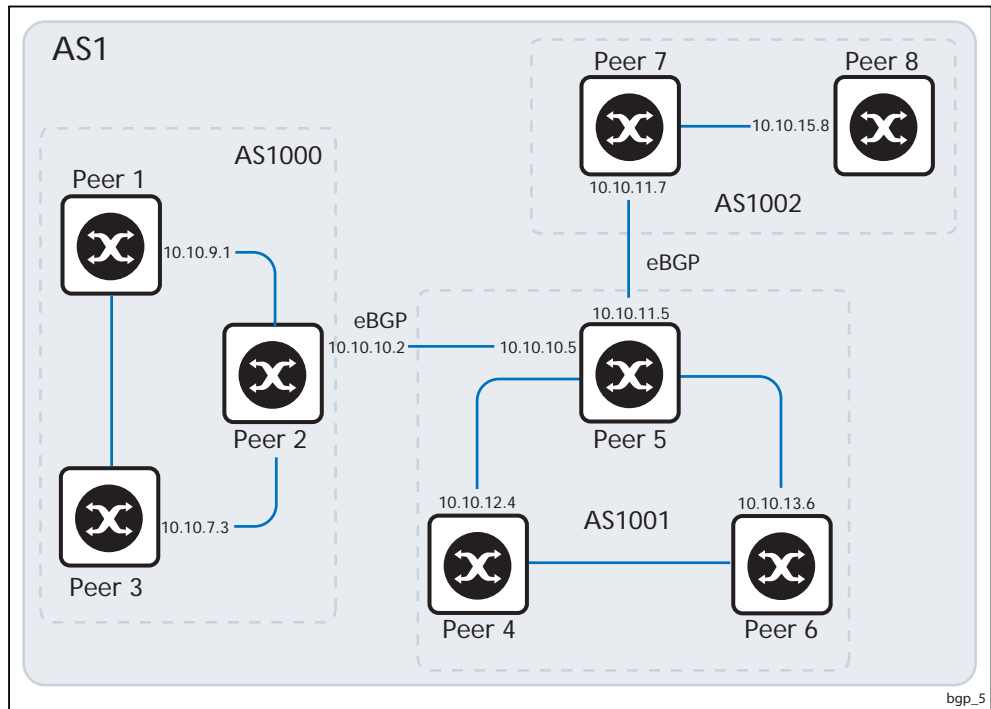 AS1
Peer 7
Peer 8
10.10.15.8
10.10.11.7
AS1002
AS1000
Peer 1
10.10.9.1
eBGP
eBGP
10.10.11.5
10.10.10.2
10.10.10.5
Peer 2
Peer 5
10.10.7.3
Peer 3
10.10.12.4
AS1001
10.10.13.6
Peer 4
Peer 6
bgp_5